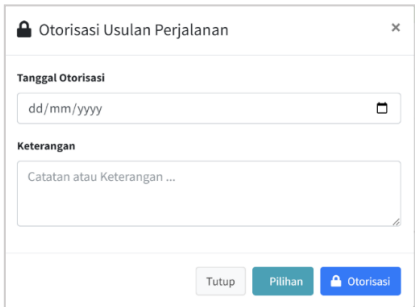 Otorisasi Usulan Perjalanan ×
Tanggal Otorisasi
dd/mm/yyyy
Keterangan
Catatan atau Keterangan ...
Tutup Pilihan Otorisasi